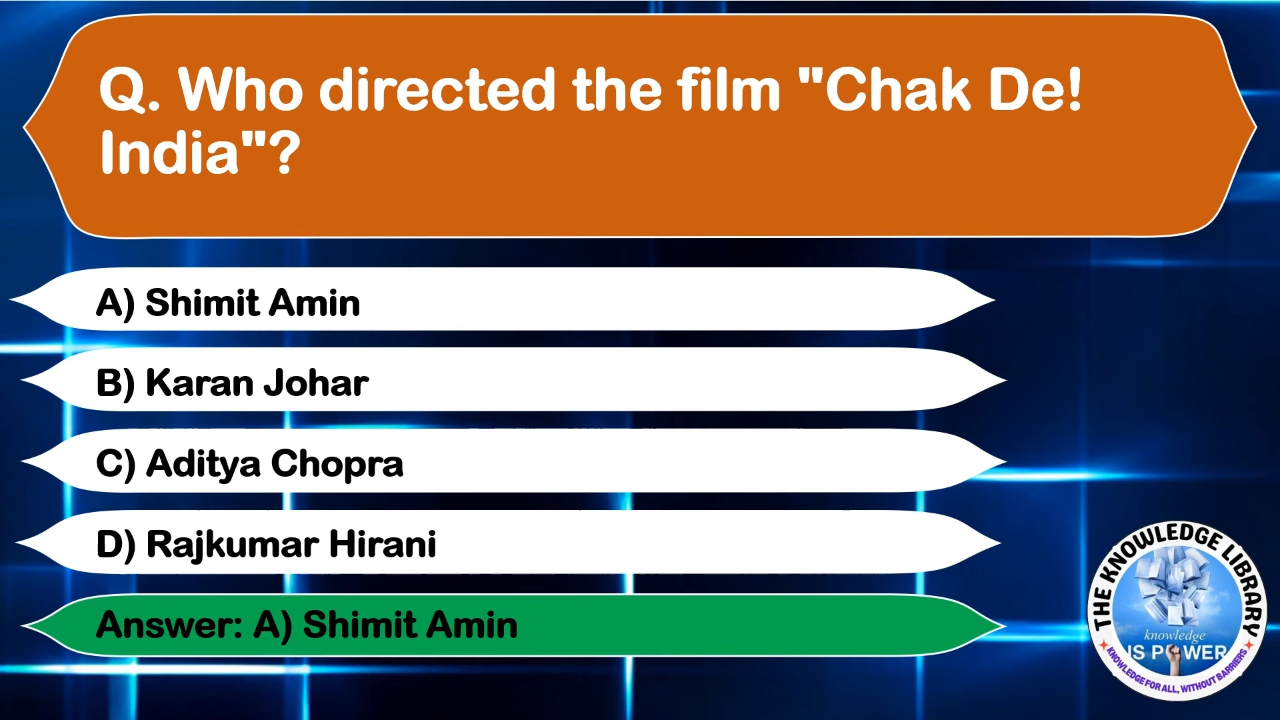 Q. Who directed the film "Chak De!
India"?
A) Shimit Amin
B) Karan Johar
C) Aditya Chopra
D) Rajkumar Hirani
Answer: A) Shimit Amin
THE KNOWLEDGE LIBRARY
knowledge
IS POWER
KNOWLEDGE FOR ALL, WITHOUT BARRIERS